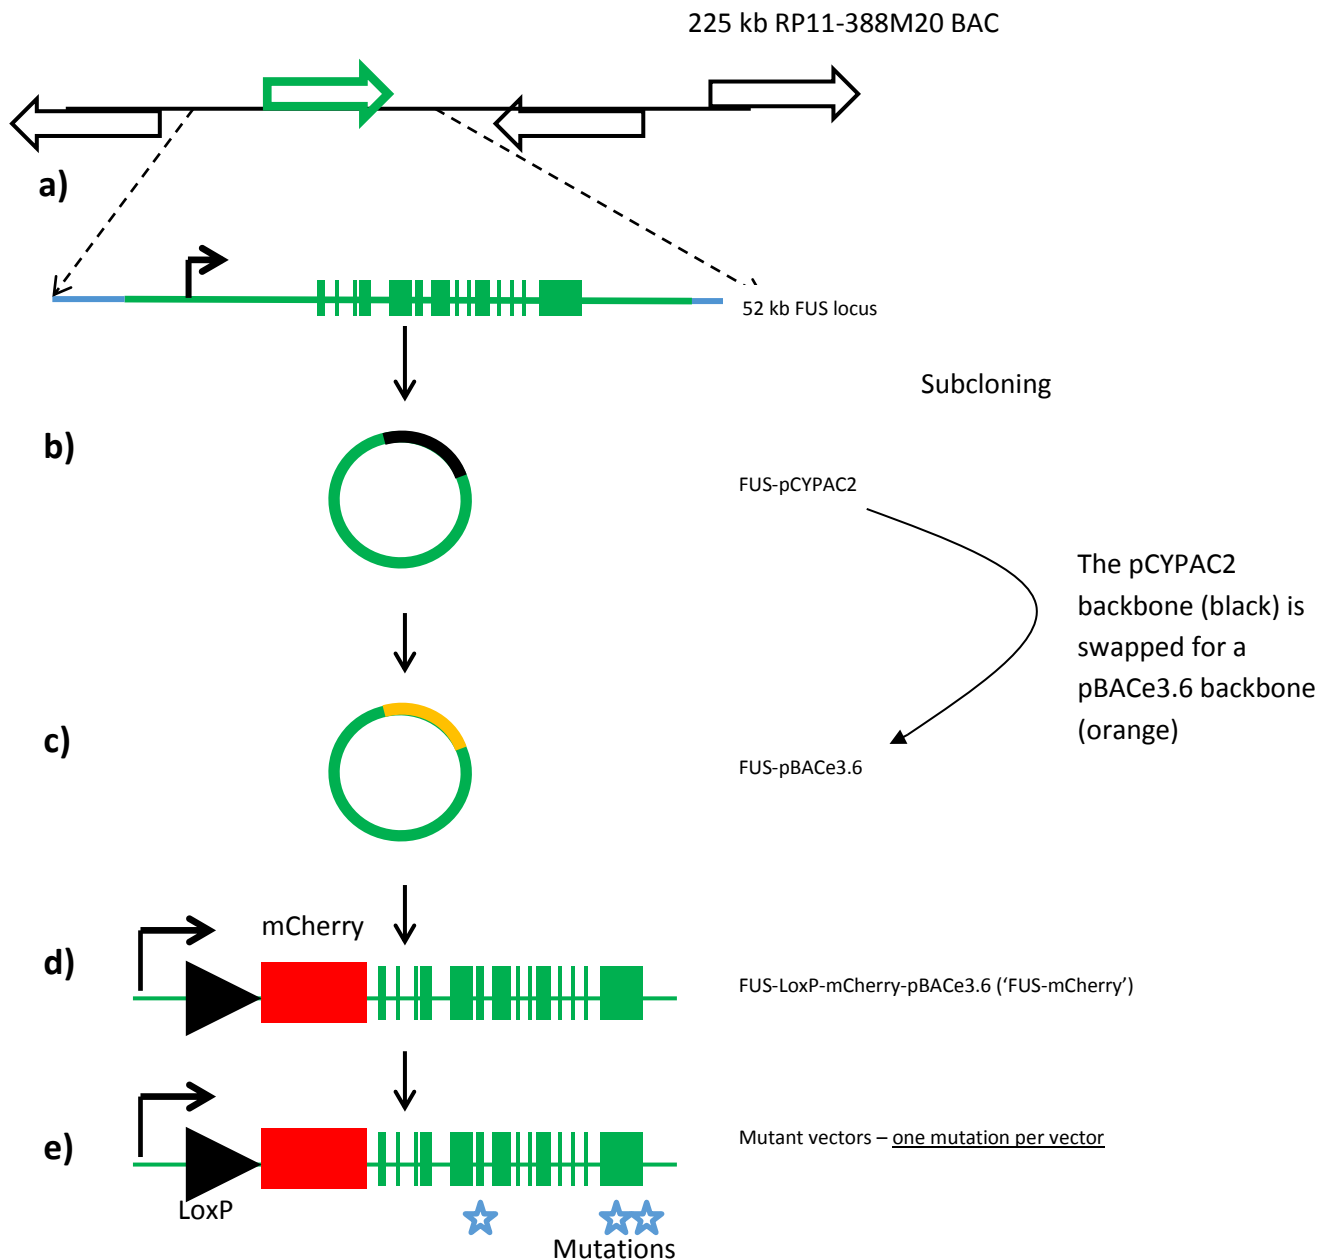 225 kb RP11-388M20 BAC
a)
52 kb FUS locus
Subcloning
b)
FUS-pCYPAC2
The pCYPAC2
backbone (black) is
swapped for a
pBACe3.6 backbone
(orange)
c)
FUS-pBACe3.6
mCherry
d)
FUS-LoxP-mCherry-pBACe3.6 (‘FUS-mCherry’)
e)
Mutant vectors – one mutation per vector
LoxP
Mutations